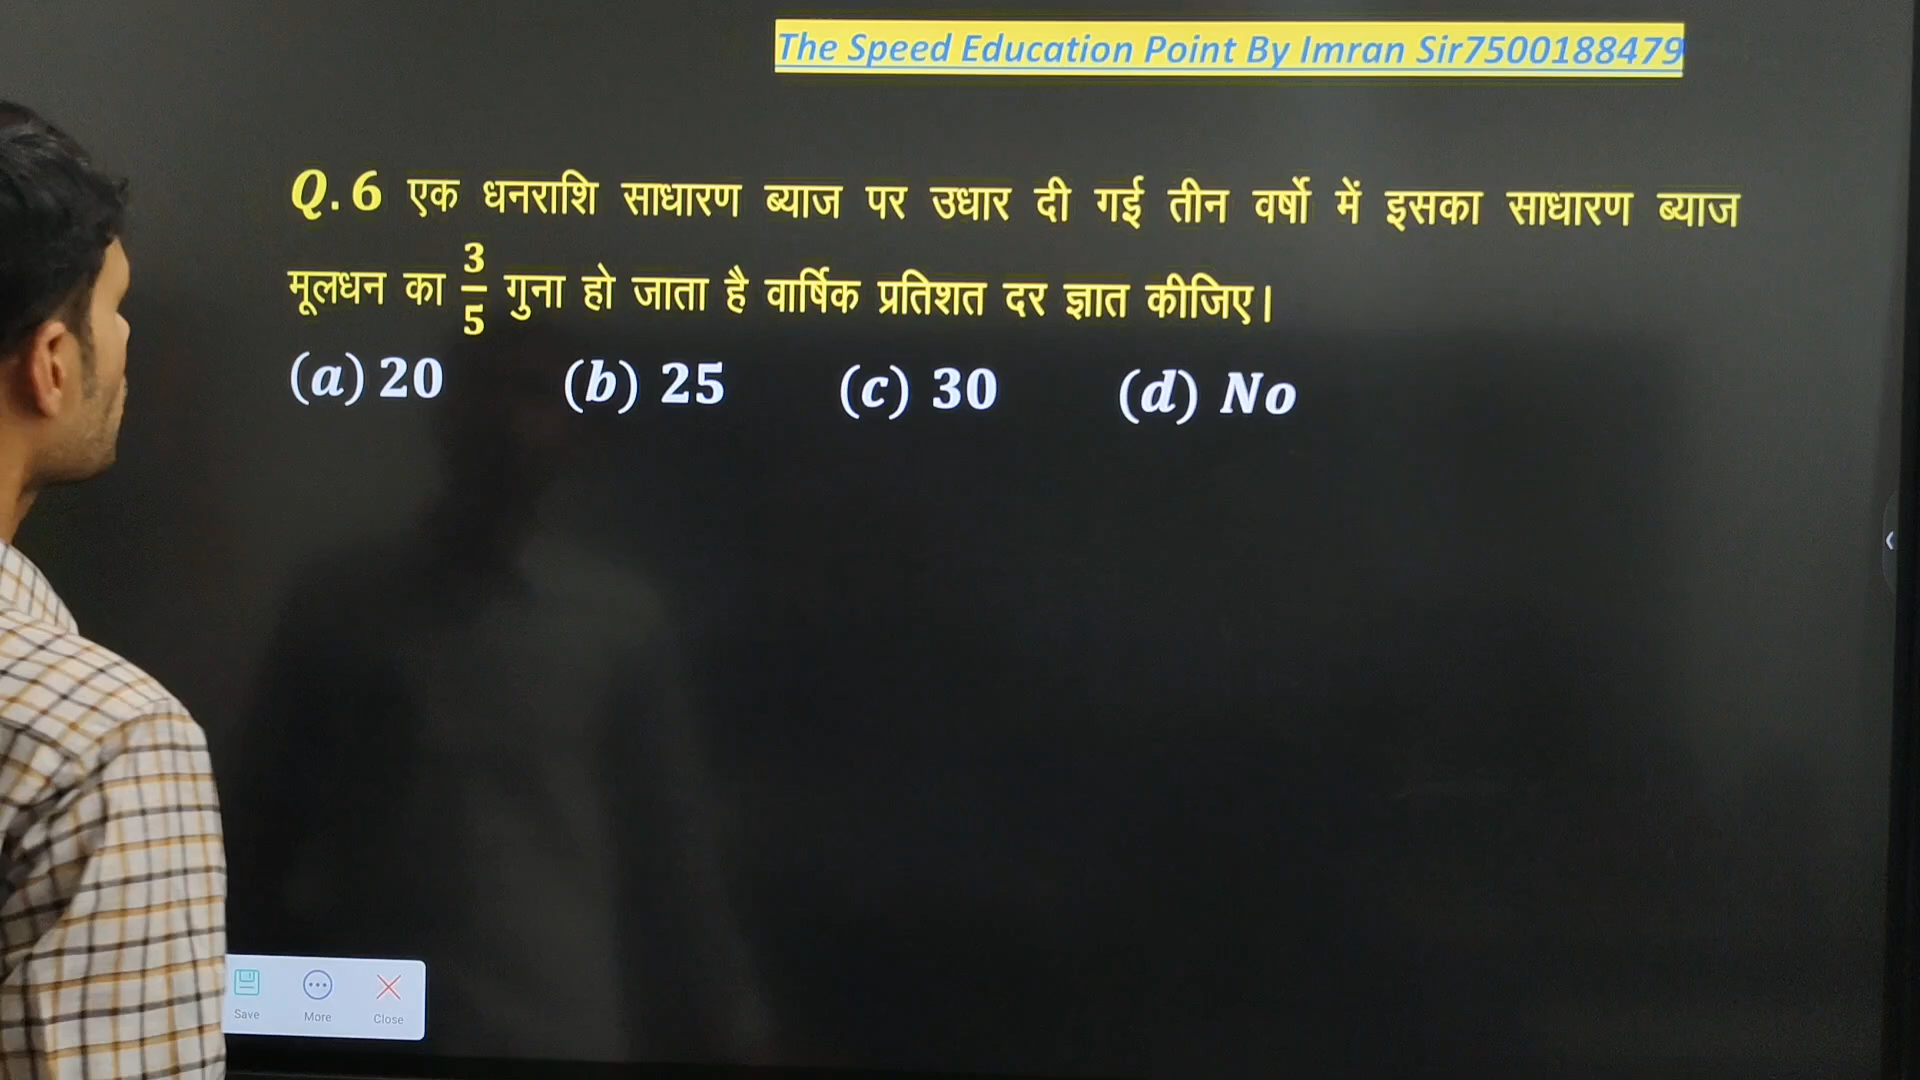 The Speed Education Point By Imran Sir7500188479
Q.6 एक धनराशि साधारण ब्याज पर उधार दी गई तीन वर्षो में इसका साधारण ब्याज
मूलधन का 3/5 गुना हो जाता है वार्षिक प्रतिशत दर ज्ञात कीजिए।
(a) 20 (b) 25 (c) 30 (d) No
Save More Close